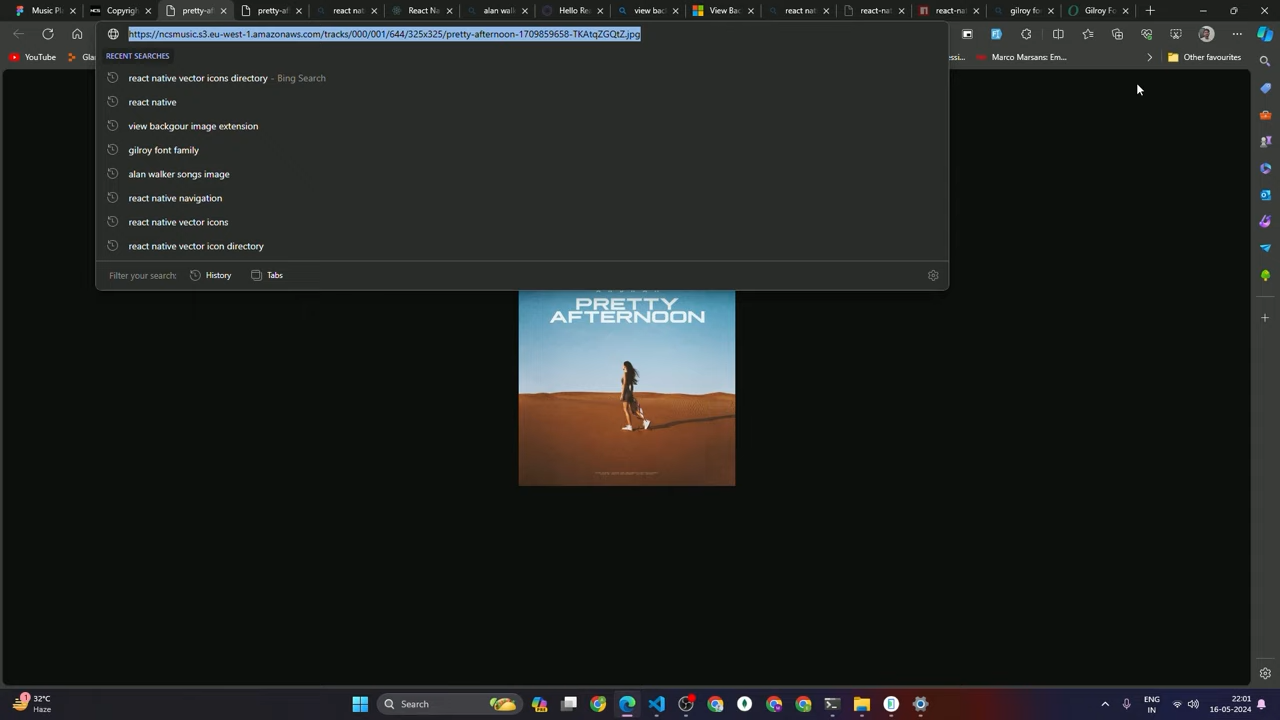 Music Pl
Copyrigh
pretty-af
pretty-af
react nat
React Na
alan walk
Hello Re
view back
View Bac
react nat
react-nat
react-nat
gilroy fo
Gilroy Fo
https://ncsmusic.s3.eu-west-1.amazonaws.com/tracks/000/001/644/325x325/pretty-afternoon-1709859658-TKAtqZGQtZ.jpg
YouTube
Glar
essi...
Marco Marsans: Em...
Other favourites
RECENT SEARCHES
react native vector icons directory - Bing Search
react native
view backgour image extension
gilroy font family
alan walker songs image
react native navigation
react native vector icons
react native vector icon directory
Filter your search:
History
Tabs
PRETTY
AFTERNOON
1
32°C
Haze
Search
ENG
IN
22:01
16-05-2024